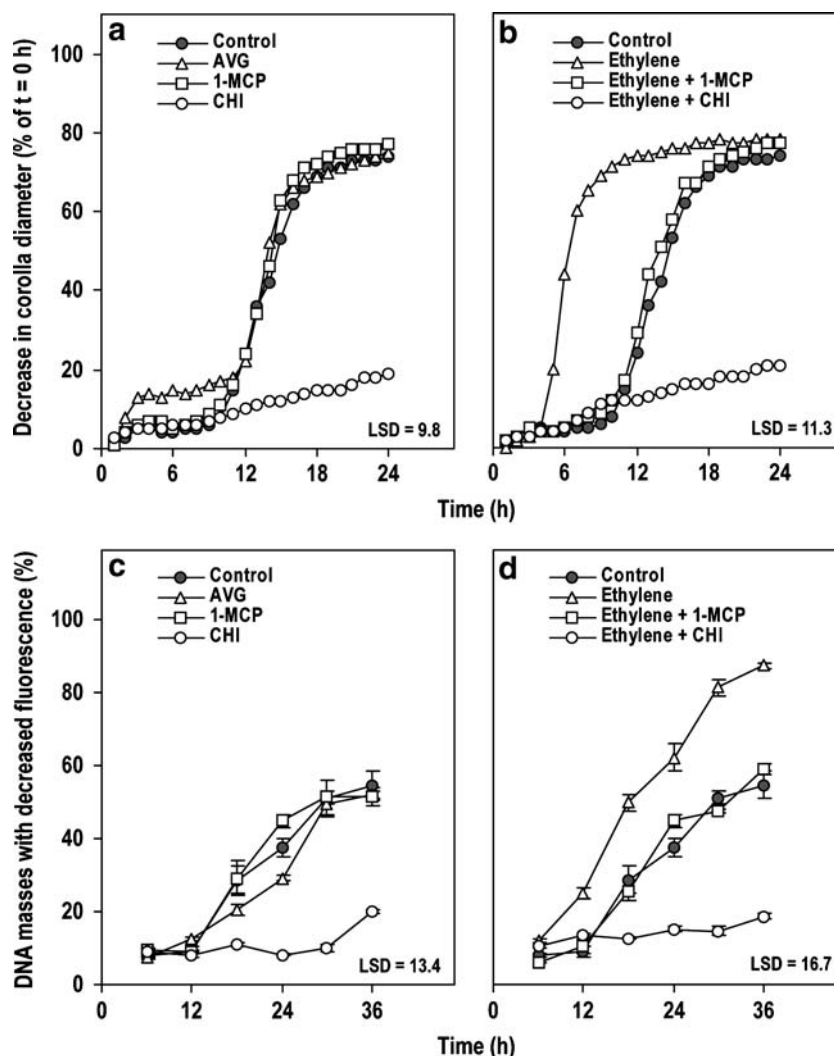 a
Control
AVG
1-MCP
CHI
Decrease in corolla diameter (% of t = 0 h)
100
80
60
40
20
0
LSD = 9.8
0 6 12 18 24
b
Control
Ethylene
Ethylene + 1-MCP
Ethylene + CHI
LSD = 11.3
0 6 12 18 24
Time (h)
c
Control
AVG
1-MCP
CHI
DNA masses with decreased fluorescence (%)
100
80
60
40
20
0
LSD = 13.4
0 12 24 36
d
Control
Ethylene
Ethylene + 1-MCP
Ethylene + CHI
LSD = 16.7
0 12 24 36
Time (h)